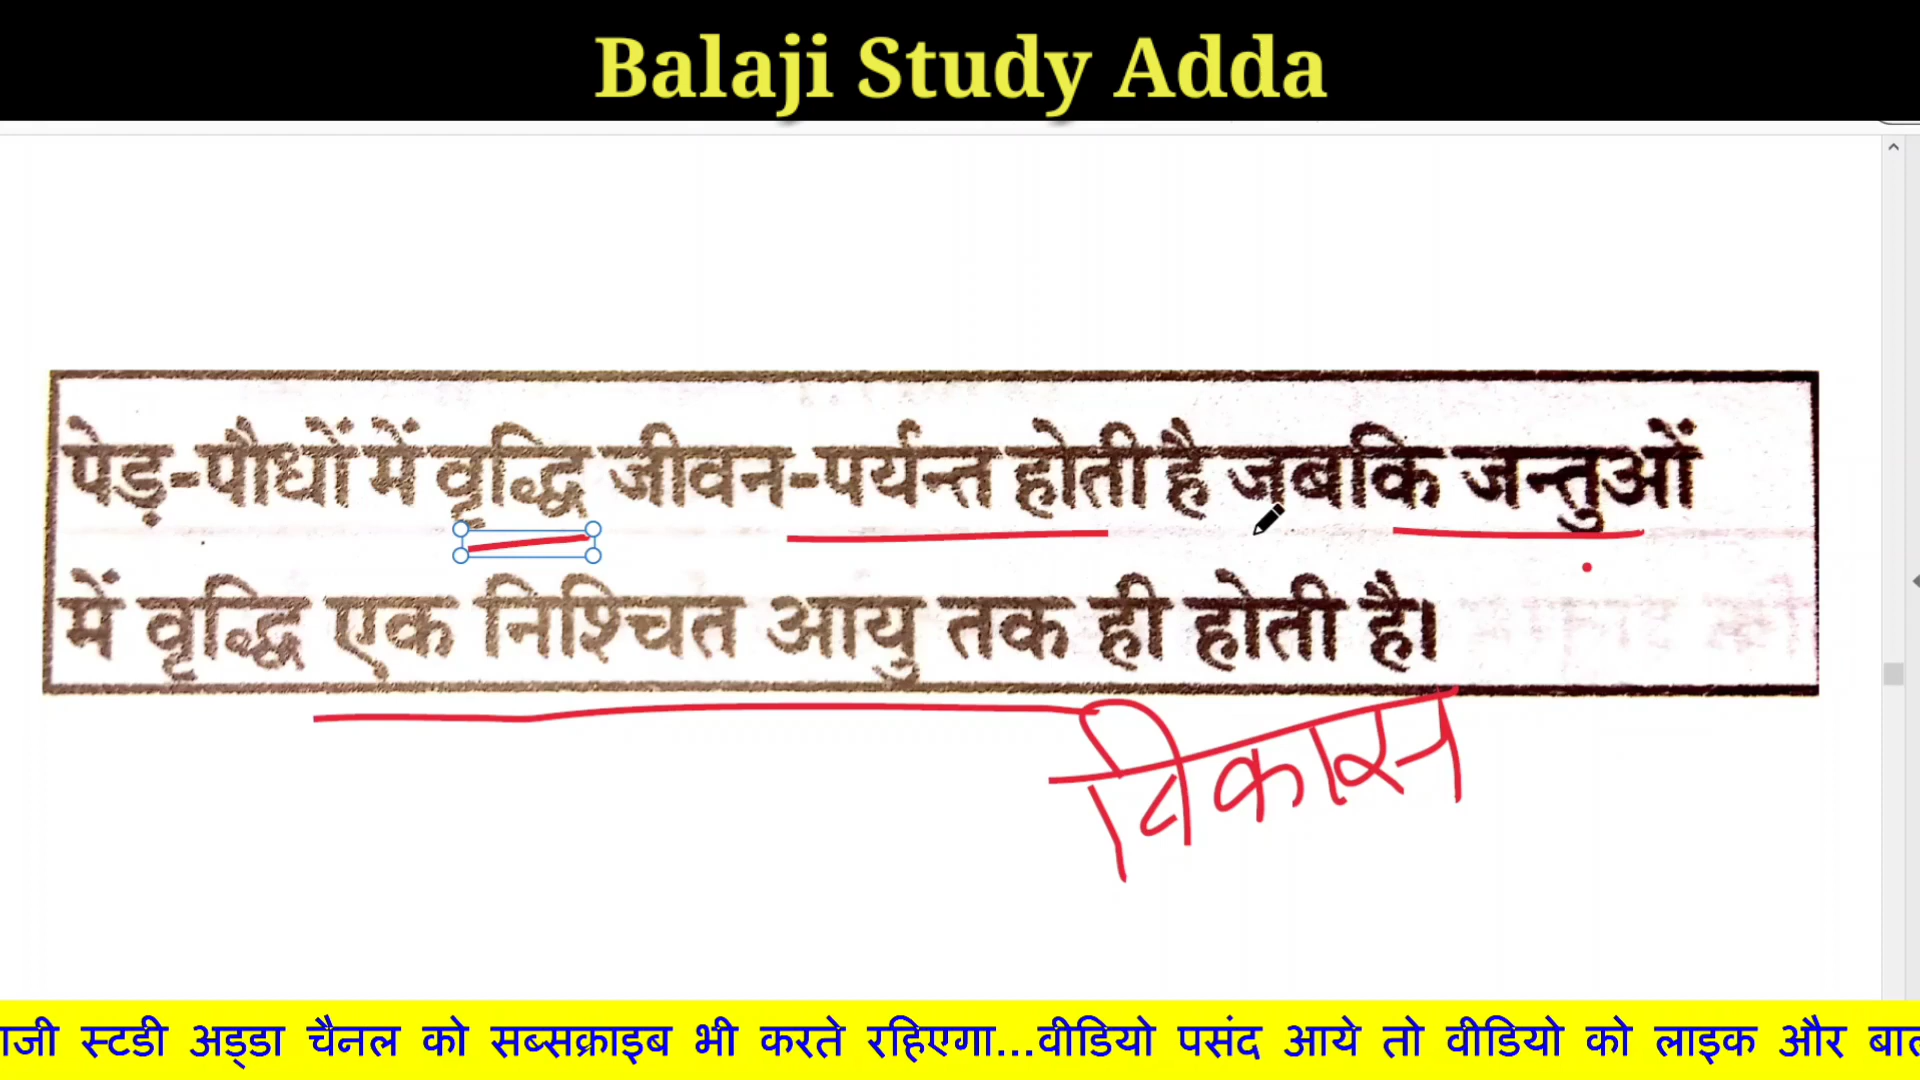 Balaji Study Adda
पेड़-पौधों में वृद्धि जीवन-पर्यन्त होती है जबकि जन्तुओं
में वृद्धि एक निश्चित आयु तक ही होती है।
विकास
स्टडी अड्डा चैनल को सब्सक्राइब भी करते रहिएगा...वीडियो पसंद आये तो वीडियो को लाइक और